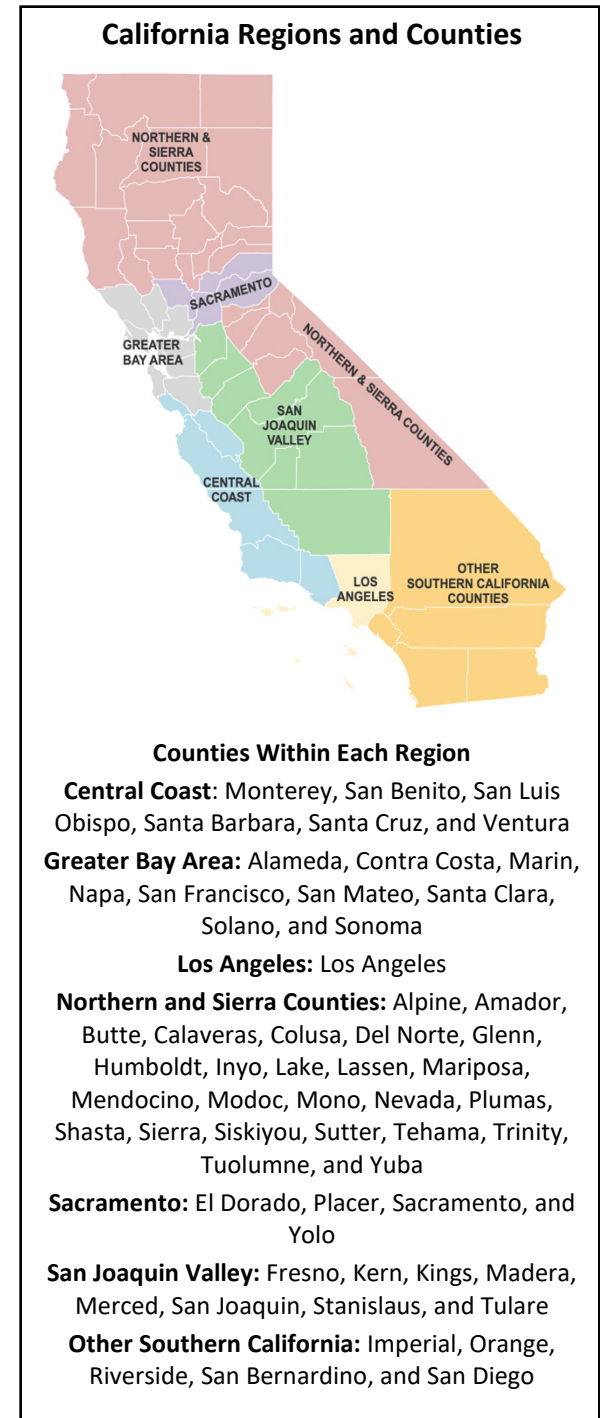 California Regions and Counties
NORTHERN &
SIERRA
COUNTIES
SACRAMENTO
GREATER
BAY AREA
NORTHERN & SIERRA COUNTIES
SAN
JOAQUIN
VALLEY
CENTRAL
COAST
LOS
ANGELES
OTHER
SOUTHERN CALIFORNIA
COUNTIES
Counties Within Each Region
Central Coast: Monterey, San Benito, San Luis
Obispo, Santa Barbara, Santa Cruz, and Ventura
Greater Bay Area: Alameda, Contra Costa, Marin,
Napa, San Francisco, San Mateo, Santa Clara,
Solano, and Sonoma
Los Angeles: Los Angeles
Northern and Sierra Counties: Alpine, Amador,
Butte, Calaveras, Colusa, Del Norte, Glenn,
Humboldt, Inyo, Lake, Lassen, Mariposa,
Mendocino, Modoc, Mono, Nevada, Plumas,
Shasta, Sierra, Siskiyou, Sutter, Tehama, Trinity,
Tuolumne, and Yuba
Sacramento: El Dorado, Placer, Sacramento, and
Yolo
San Joaquin Valley: Fresno, Kern, Kings, Madera,
Merced, San Joaquin, Stanislaus, and Tulare
Other Southern California: Imperial, Orange,
Riverside, San Bernardino, and San Diego